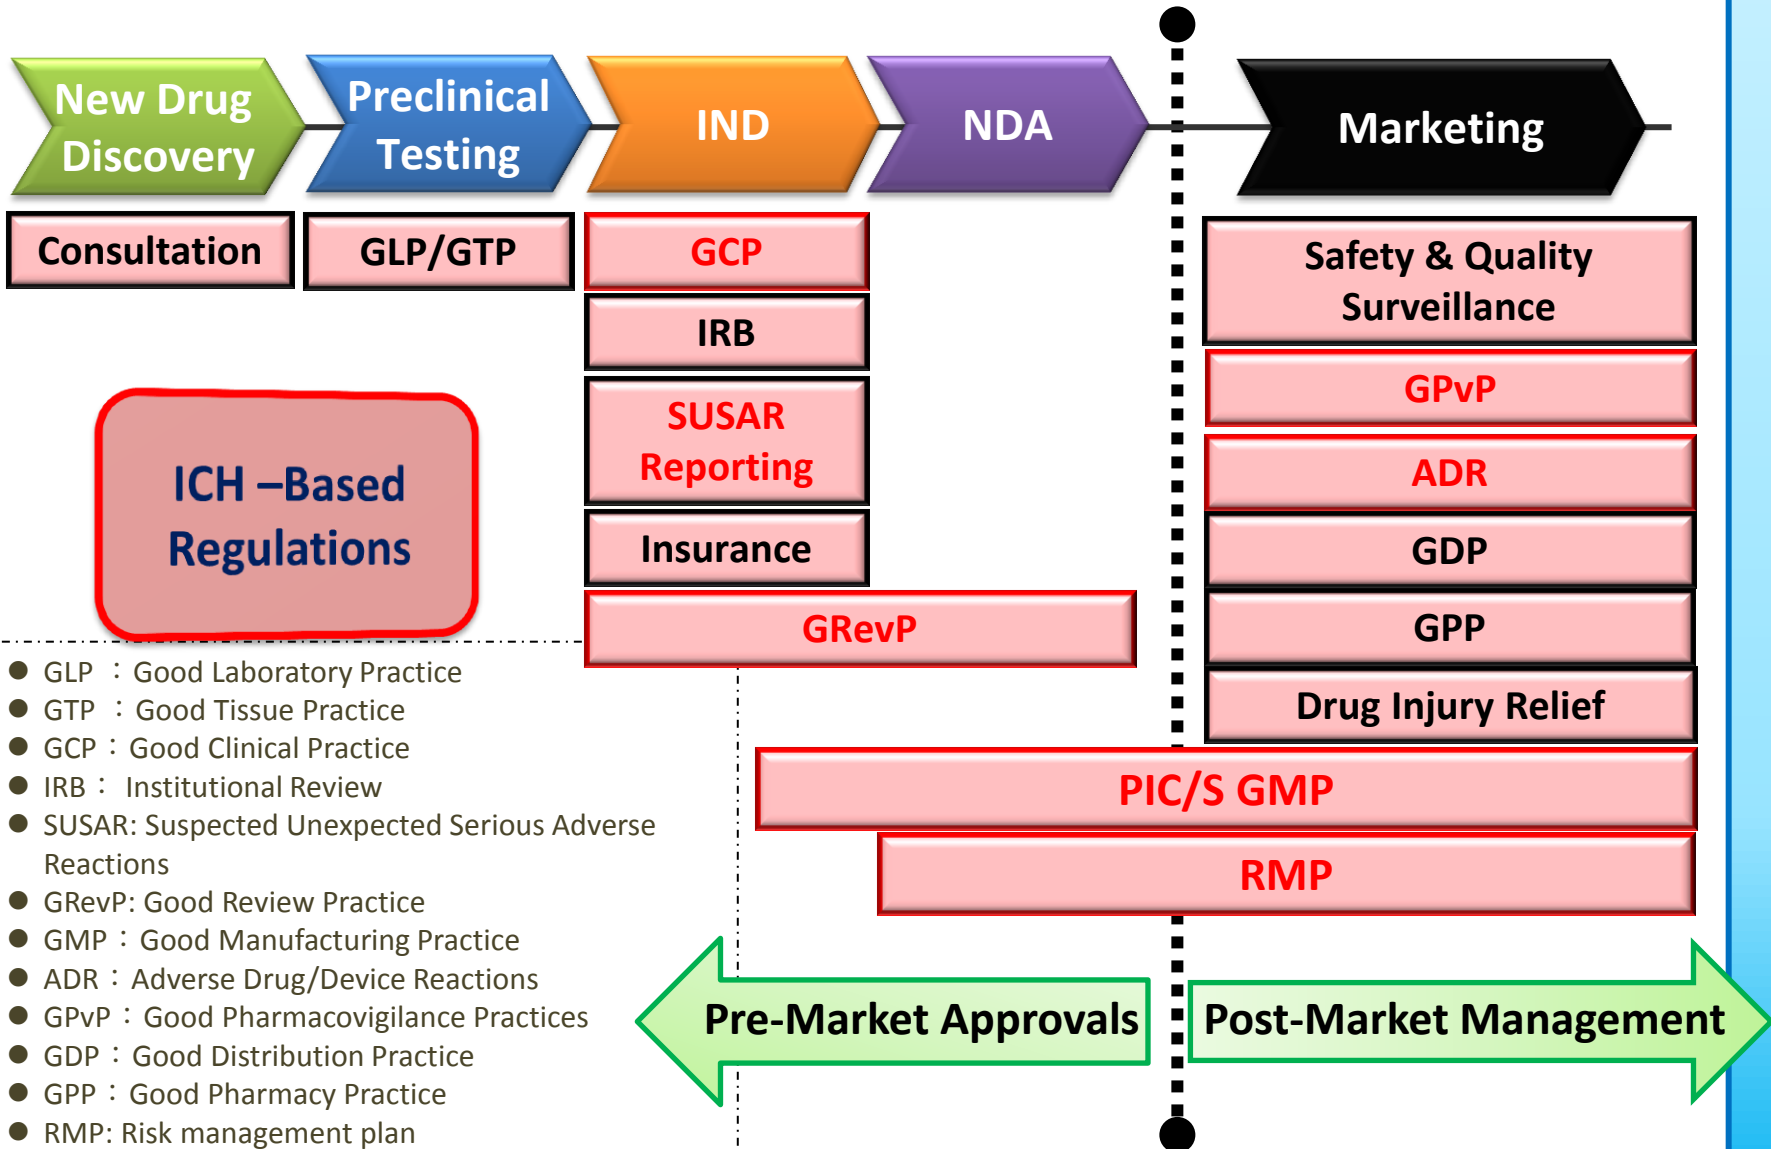 New Drug
Discovery
Preclinical
Testing
IND
NDA
Marketing
Consultation
GLP/GTP
GCP
IRB
SUSAR
Reporting
Insurance
GRevP
Safety & Quality
Surveillance
GPvP
ADR
GDP
GPP
Drug Injury Relief
PIC/S GMP
RMP
ICH –Based
Regulations
● GLP ：Good Laboratory Practice
● GTP ：Good Tissue Practice
● GCP：Good Clinical Practice
● IRB： Institutional Review
● SUSAR: Suspected Unexpected Serious Adverse
Reactions
● GRevP: Good Review Practice
● GMP：Good Manufacturing Practice
● ADR：Adverse Drug/Device Reactions
● GPvP：Good Pharmacovigilance Practices
● GDP：Good Distribution Practice
● GPP：Good Pharmacy Practice
● RMP: Risk management plan
Pre-Market Approvals
Post-Market Management